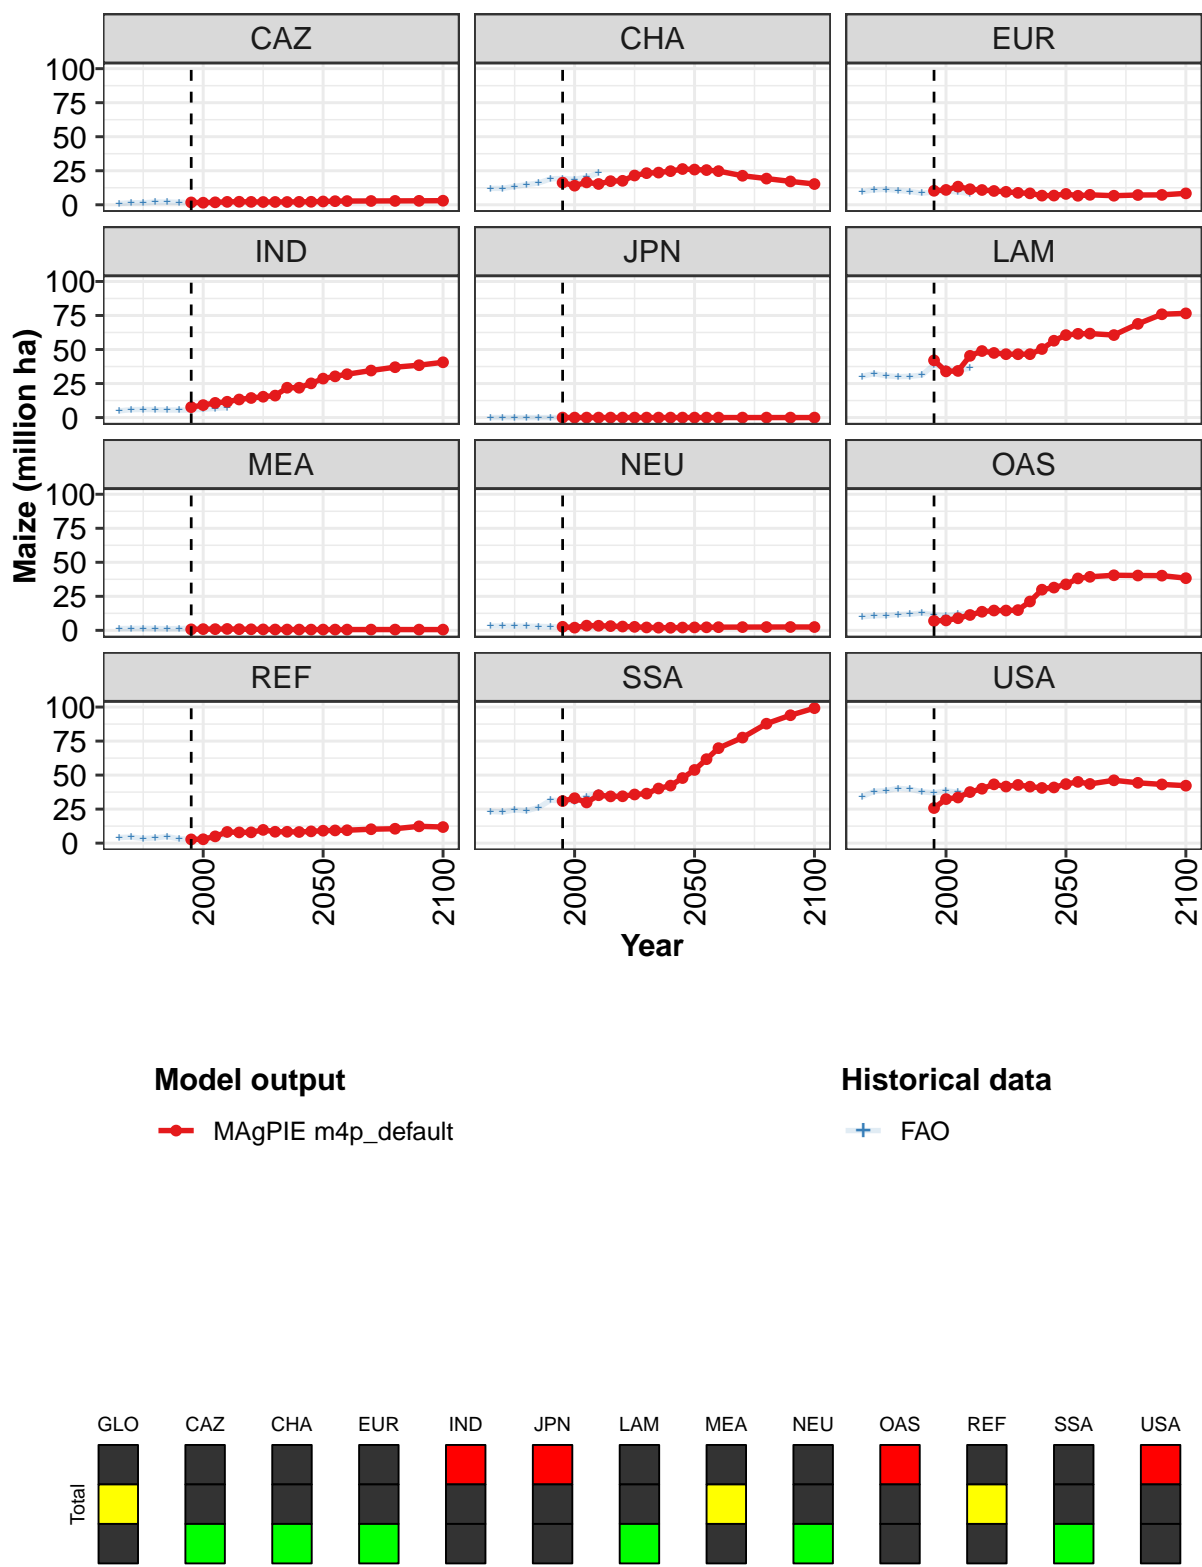 CAZ CHA EUR
100
75
50
25
0
IND JPN LAM
100
75
50
25
0
MEA NEU OAS
100
75
50
25
0
REF SSA USA
100
75
50
25
0
Maize (million ha)
2000 2050 2100 2000 2050 2100 2000 2050 2100
Year
Model output Historical data
MAgPIE m4p_default FAO
GLO CAZ CHA EUR IND JPN LAM MEA NEU OAS REF SSA USA
Total